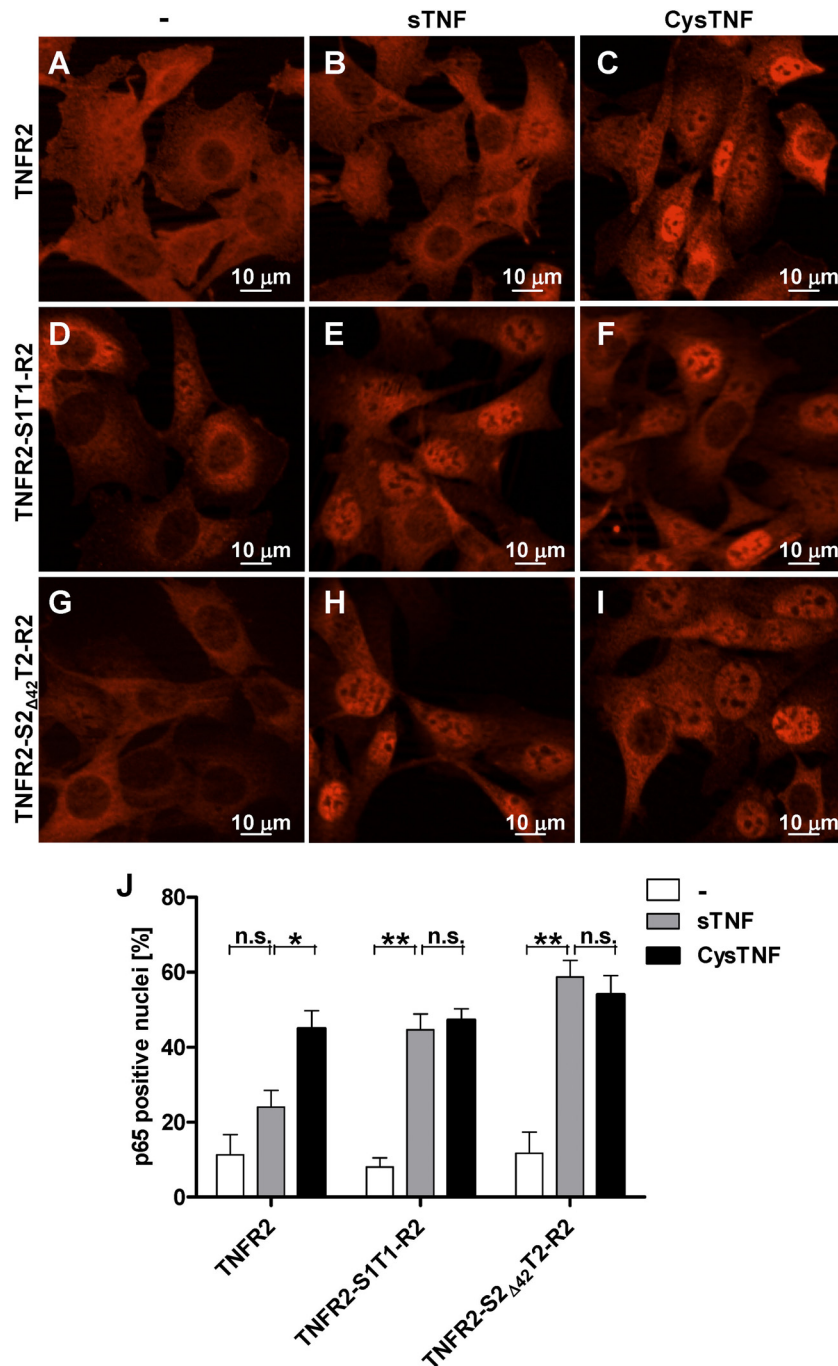 - sTNF CysTNF
TNFR2
A B C
10 μm 10 μm 10 μm
TNFR2-S1T1-R2
D E F
10 μm 10 μm 10 μm
TNFR2-S2Δ42T2-R2
G H I
10 μm 10 μm 10 μm
J
p65 positive nuclei [%]
80
60
40
20
0
n.s. * ** n.s. ** n.s.
-
sTNF
CysTNF
TNFR2
TNFR2-S1T1-R2
TNFR2-S2Δ42T2-R2